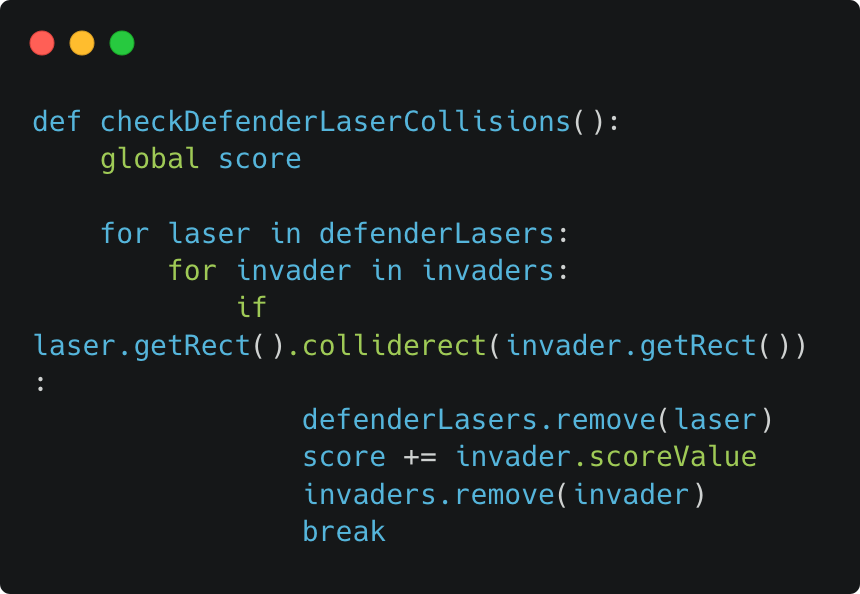 def checkDefenderLaserCollisions():
    global score

    for laser in defenderLasers:
        for invader in invaders:
            if
laser.getRect().colliderect(invader.getRect())
:
                defenderLasers.remove(laser)
                score += invader.scoreValue
                invaders.remove(invader)
                break